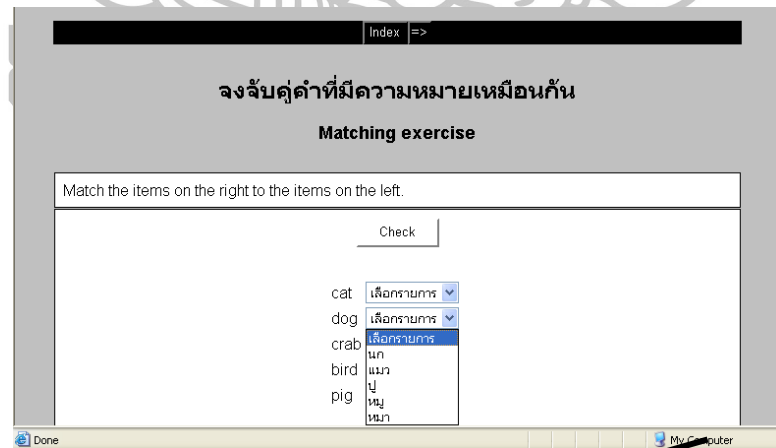 Index =>
จงจับคู่คำที่มีความหมายเหมือนกัน
Matching exercise
Match the items on the right to the items on the left.
Check
cat เลือกรายการ
dog เลือกรายการ
เลือกรายการ
crab
นก
bird แมว
ปู
pig
หมู
หมา
Done My Computer